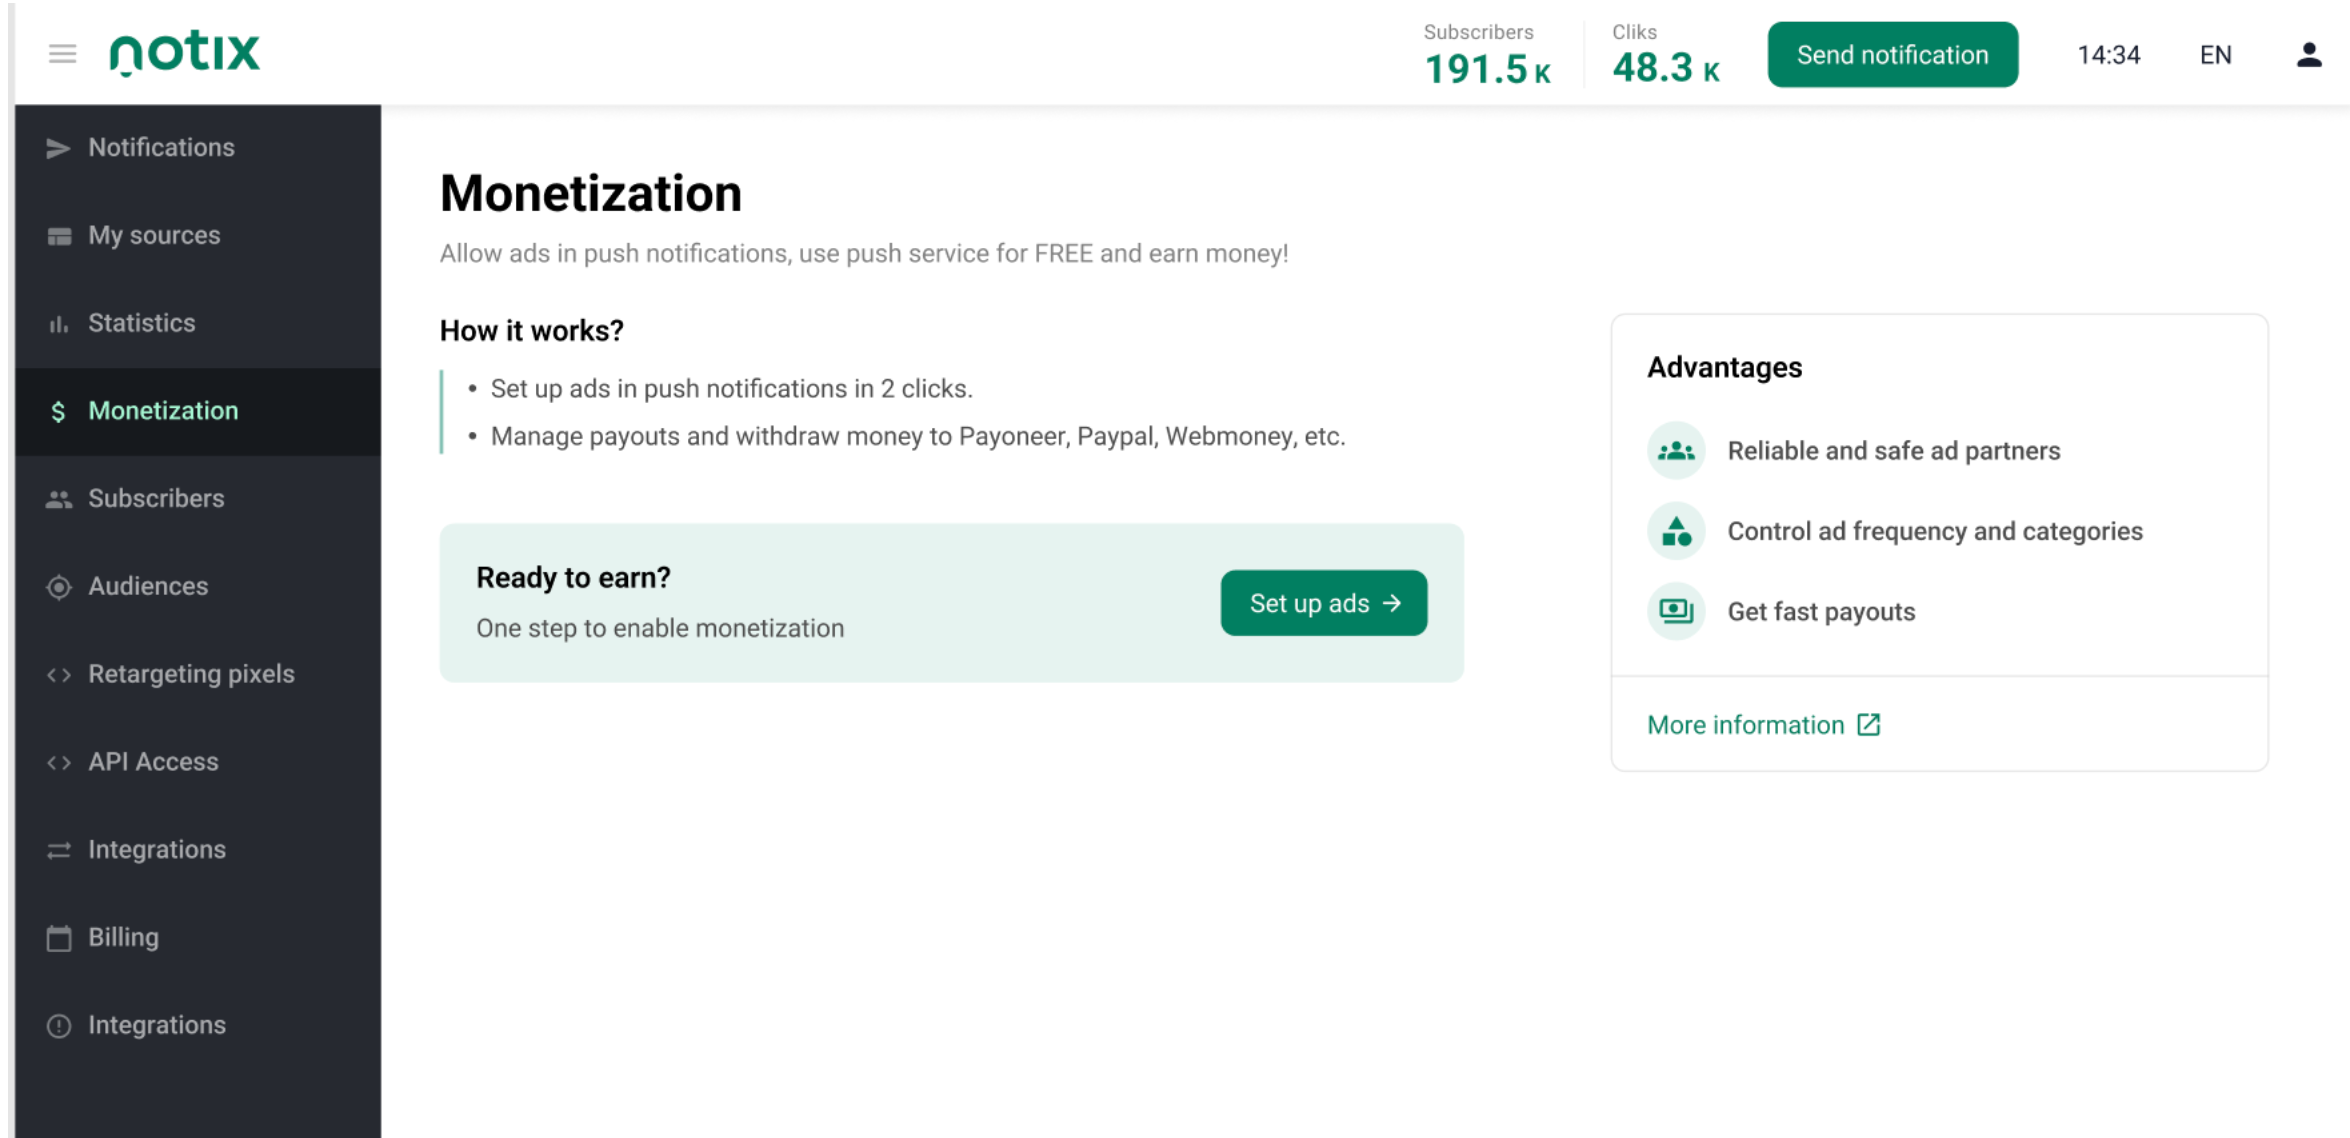 notix
Subscribers
191.5 K
Cliks
48.3 K
Send notification
14:34
EN
Notifications
My sources
Statistics
Monetization
Subscribers
Audiences
Retargeting pixels
API Access
Integrations
Billing
Integrations
Monetization
Allow ads in push notifications, use push service for FREE and earn money!
How it works?
• Set up ads in push notifications in 2 clicks.
• Manage payouts and withdraw money to Payoneer, Paypal, Webmoney, etc.
Ready to earn?
One step to enable monetization
Set up ads →
Advantages
Reliable and safe ad partners
Control ad frequency and categories
Get fast payouts
More information